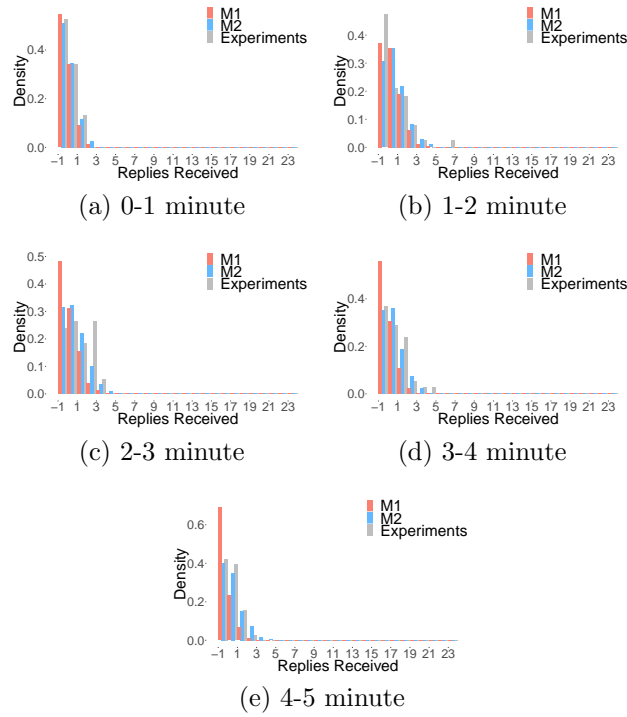 M1
M2
Experiments
Density
0.4
0.2
0.0
−1 1 3 5 7 9 11 13 15 17 19 21 23
Replies Received
(a) 0-1 minute
M1
M2
Experiments
Density
0.4
0.3
0.2
0.1
0.0
−1 1 3 5 7 9 11 13 15 17 19 21 23
Replies Received
(b) 1-2 minute
M1
M2
Experiments
Density
0.5
0.4
0.3
0.2
0.1
0.0
−1 1 3 5 7 9 11 13 15 17 19 21 23
Replies Received
(c) 2-3 minute
M1
M2
Experiments
Density
0.4
0.2
0.0
−1 1 3 5 7 9 11 13 15 17 19 21 23
Replies Received
(d) 3-4 minute
M1
M2
Experiments
Density
0.6
0.4
0.2
0.0
−1 1 3 5 7 9 11 13 15 17 19 21 23
Replies Received
(e) 4-5 minute